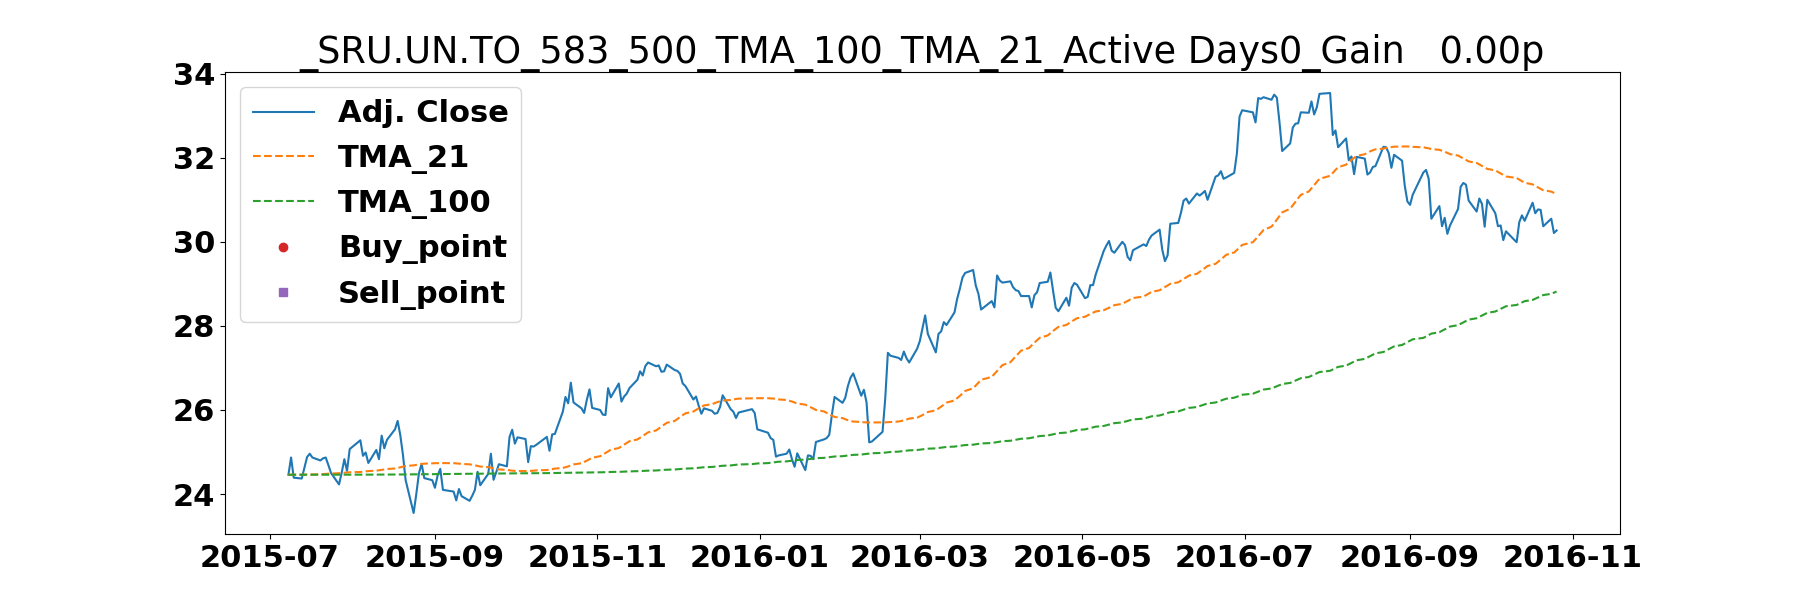 _SRU.UN.TO_583_500_TMA_100_TMA_21_Active Days0_Gain   0.00p
34
32
30
28
26
24
Adj. Close
TMA_21
TMA_100
Buy_point
Sell_point
2015-07 2015-09 2015-11 2016-01 2016-03 2016-05 2016-07 2016-09 2016-11